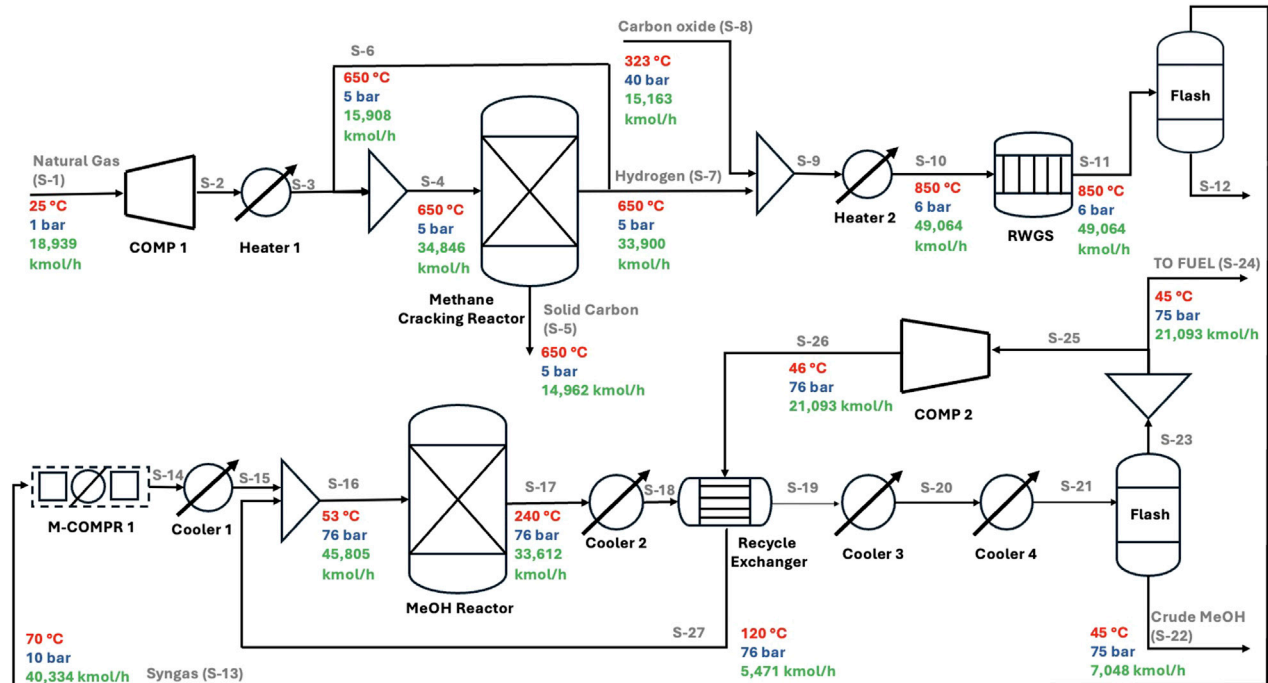 S-6
650 °C
5 bar
15,908
kmol/h
Carbon oxide (S-8)
323 °C
40 bar
15,163
kmol/h
Flash
Natural Gas
(S-1)
25 °C
1 bar
18,939
kmol/h
COMP 1
S-2
Heater 1
S-3
S-4
650 °C
5 bar
34,846
kmol/h
Methane
Cracking Reactor
Solid Carbon
(S-5)
650 °C
5 bar
14,962 kmol/h
Hydrogen (S-7)
650 °C
5 bar
33,900
kmol/h
S-9
Heater 2
S-10
850 °C
6 bar
49,064
kmol/h
RWGS
S-11
850 °C
6 bar
49,064
kmol/h
S-12
TO FUEL (S-24)
45 °C
75 bar
21,093 kmol/h
S-26
46 °C
76 bar
21,093 kmol/h
COMP 2
S-25
S-23
M-COMPR 1
S-14
Cooler 1
S-15
S-16
53 °C
76 bar
45,805
kmol/h
MeOH Reactor
S-17
240 °C
76 bar
33,612
kmol/h
Cooler 2
S-18
Recycle
Exchanger
S-19
Cooler 3
S-20
Cooler 4
S-21
Flash
Crude MeOH
(S-22)
45 °C
75 bar
7,048 kmol/h
S-27
120 °C
76 bar
5,471 kmol/h
70 °C
10 bar
40,334 kmol/h
Syngas (S-13)